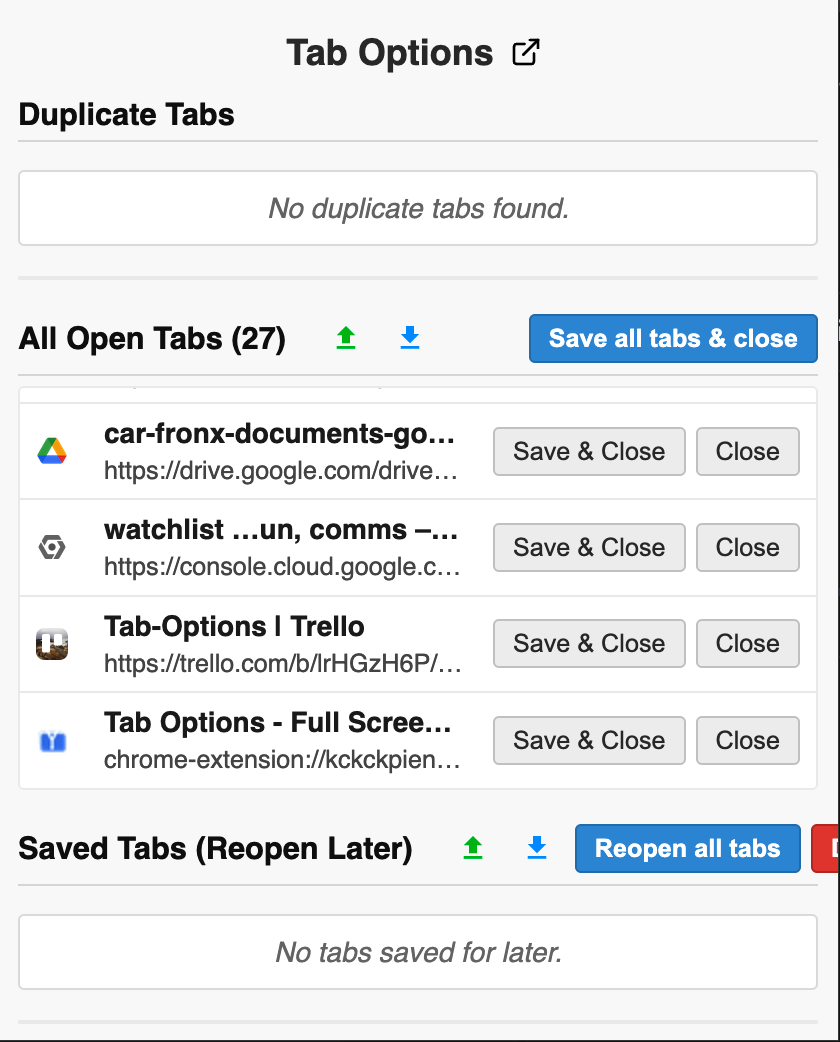 Tab Options
Duplicate Tabs
No duplicate tabs found.
All Open Tabs (27)
Save all tabs & close
car-fronx-documents-go…
https://drive.google.com/drive…
Save & Close
Close
watchlist …un, comms –…
https://console.cloud.google.c…
Save & Close
Close
Tab-Options | Trello
https://trello.com/b/lrHGzH6P/…
Save & Close
Close
Tab Options - Full Scree…
chrome-extension://kckckpien…
Save & Close
Close
Saved Tabs (Reopen Later)
Reopen all tabs
No tabs saved for later.